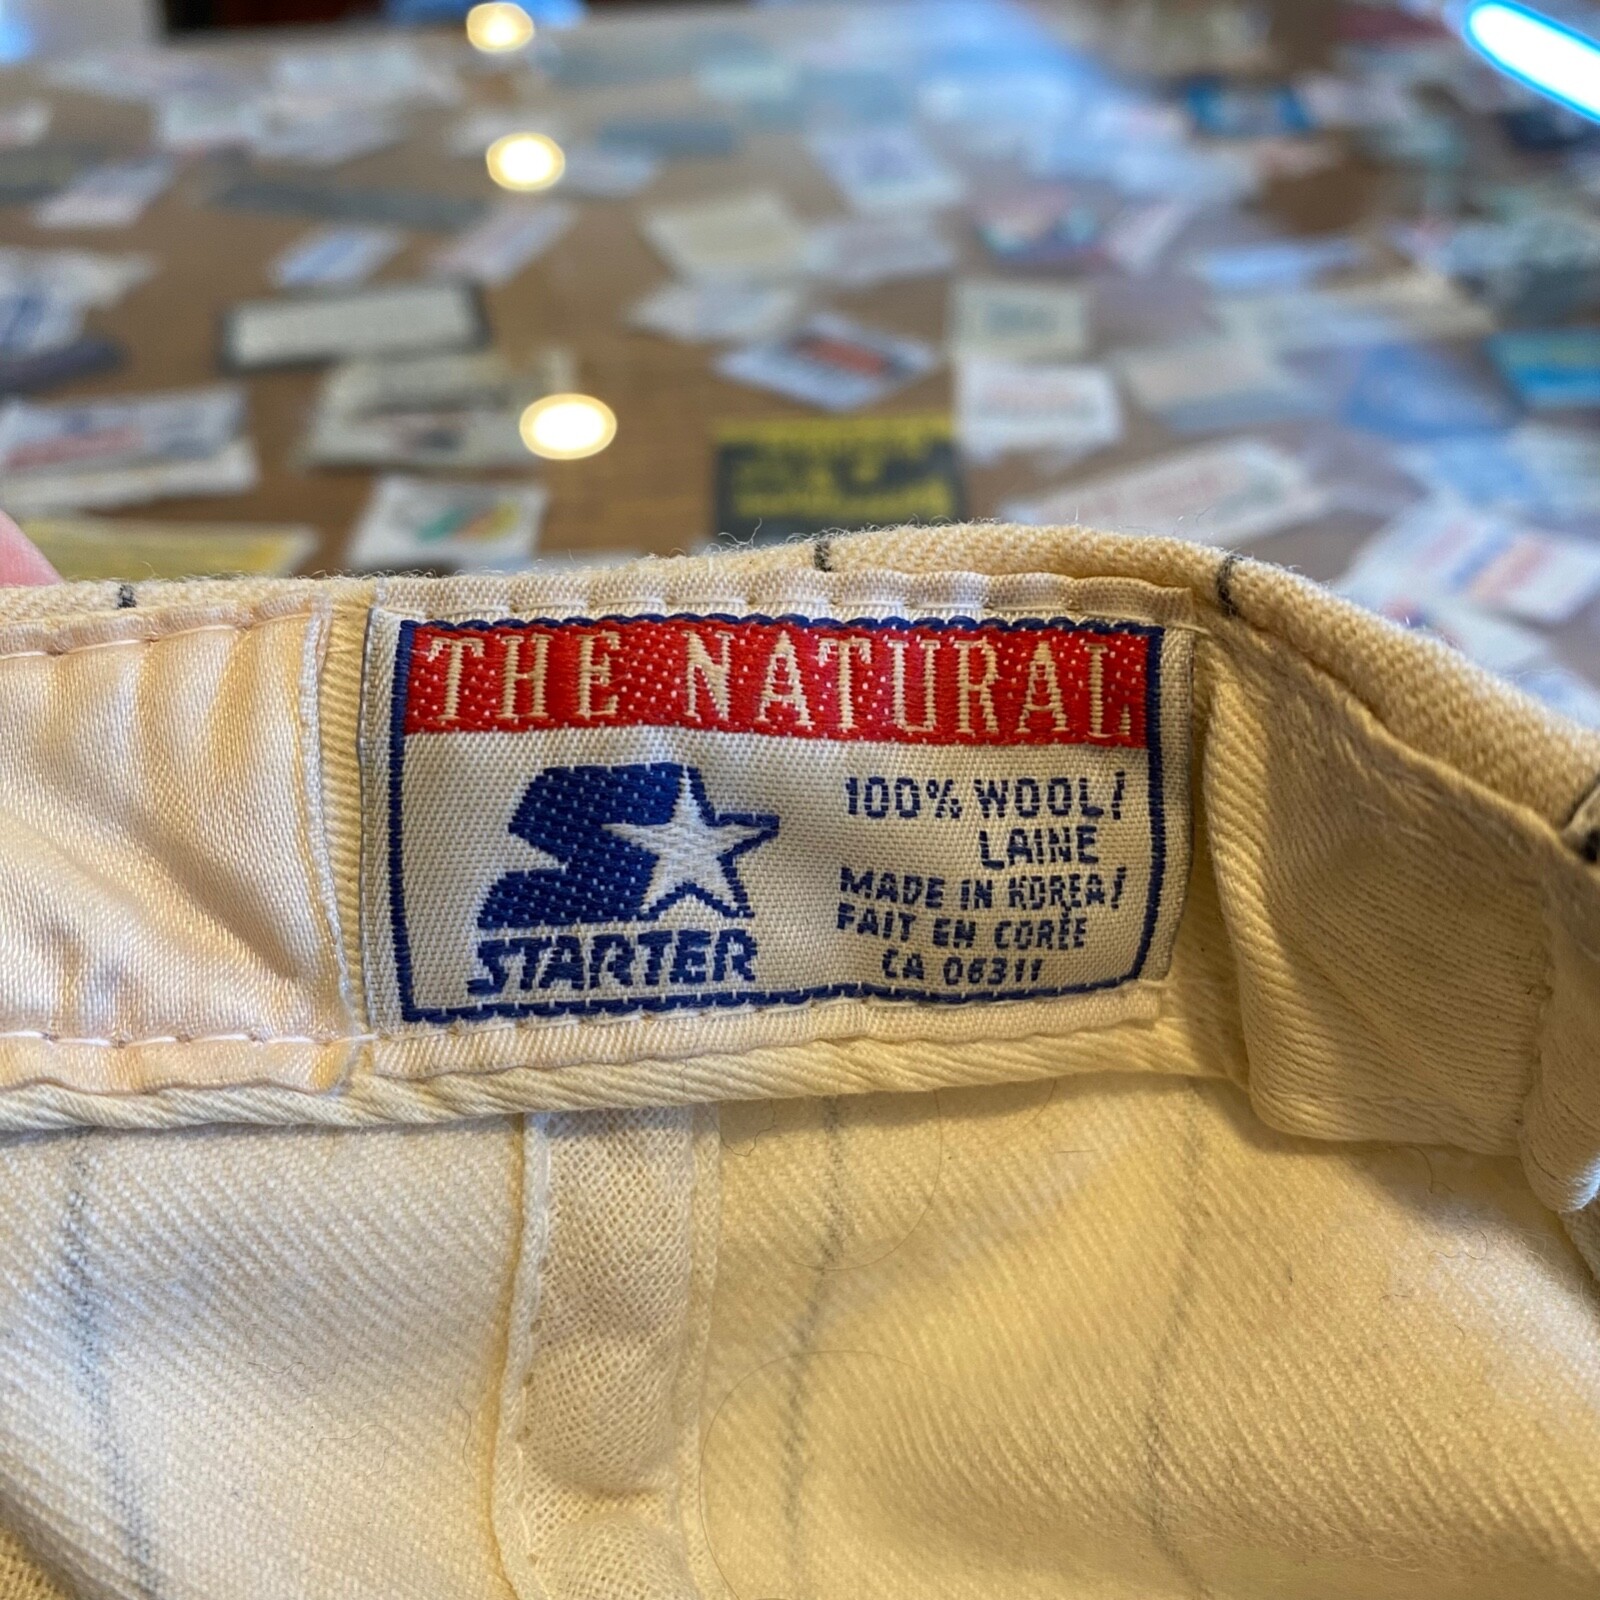 THE NATURAL
STARTER
100% WOOL/
LAINE
MADE IN KOREA/
FAIT EN CORÉE
CA 06311